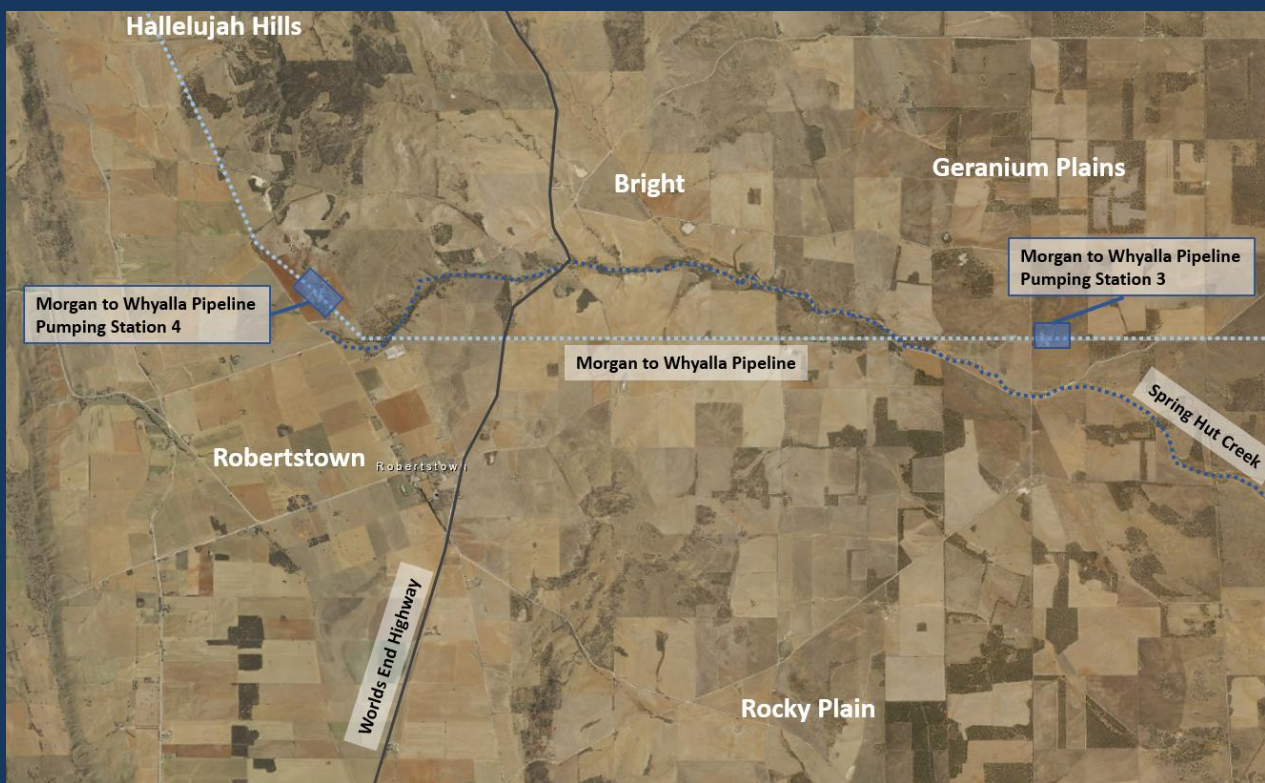 Hallelujah Hills
Bright
Geranium Plains
Morgan to Whyalla Pipeline
Pumping Station 3
Morgan to Whyalla Pipeline
Pumping Station 4
Morgan to Whyalla Pipeline
Spring Hut Creek
Robertstown
Robertstow
Worlds End Highway
Rocky Plain